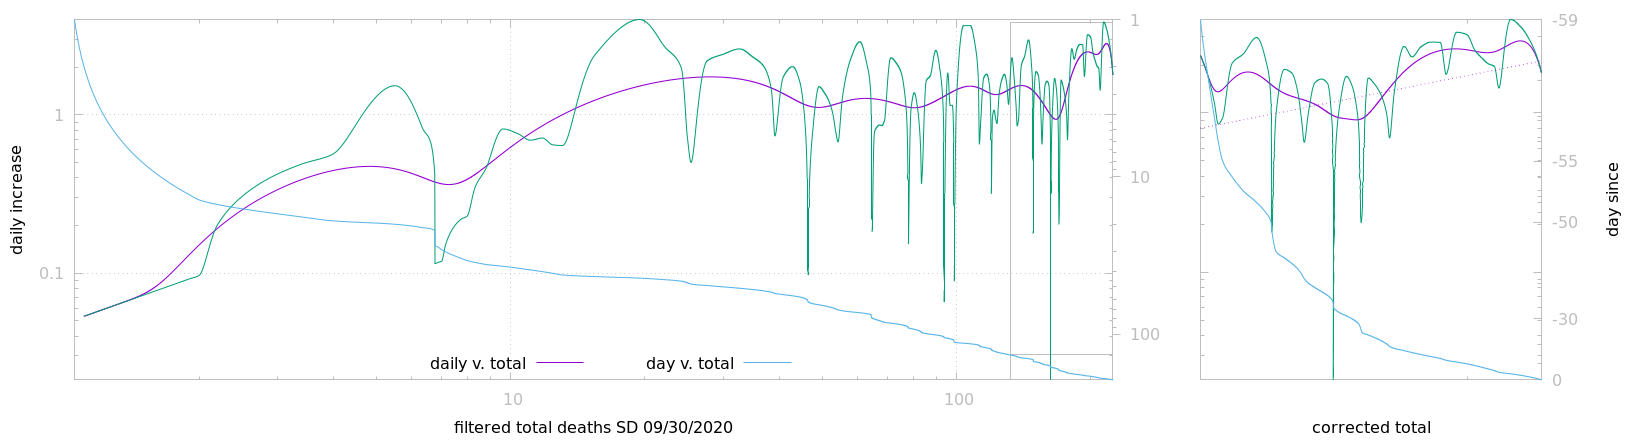 daily increase
1
0.1
10
100
1
10
100
daily v. total
day v. total
filtered total deaths SD 09/30/2020
-59
-55
-50
-30
0
day since
corrected total